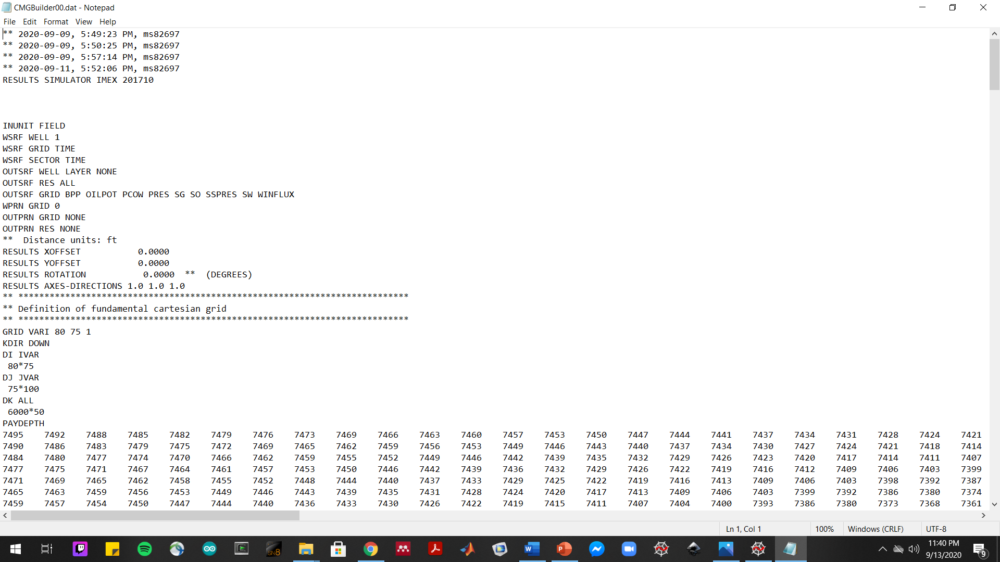 CMGBuilder00.dat - Notepad
File Edit Format View Help
** 2020-09-09, 5:49:23 PM, ms82697
** 2020-09-09, 5:50:25 PM, ms82697
** 2020-09-09, 5:57:14 PM, ms82697
** 2020-09-11, 5:52:06 PM, ms82697
RESULTS SIMULATOR IMEX 201710
INUNIT FIELD
WSRF WELL 1
WSRF GRID TIME
WSRF SECTOR TIME
OUTSRF WELL LAYER NONE
OUTSRF RES ALL
OUTSRF GRID BPP OILPOT PCOW PRES SG SO SSPRES SW WINFLUX
WPRN GRID 0
OUTPRN GRID NONE
OUTPRN RES NONE
** Distance units: ft
RESULTS XOFFSET 0.0000
RESULTS YOFFSET 0.0000
RESULTS ROTATION 0.0000 ** (DEGREES)
RESULTS AXES-DIRECTIONS 1.0 1.0 1.0
** ***************************************************************************
** Definition of fundamental cartesian grid
** ***************************************************************************
GRID VARI 80 75 1
KDIR DOWN
DI IVAR
80*75
DJ JVAR
75*100
DK ALL
6000*50
PAYDEPTH
7495 7492 7488 7485 7482 7479 7476 7473 7469 7466 7463 7460 7457 7453 7450 7447 7444 7441 7437 7434 7431 7428 7424 7421
7490 7486 7483 7479 7475 7472 7469 7465 7462 7459 7456 7453 7449 7446 7443 7440 7437 7434 7430 7427 7424 7421 7418 7414
7484 7480 7477 7474 7470 7466 7462 7459 7455 7452 7449 7446 7442 7439 7435 7432 7429 7426 7423 7420 7417 7414 7411 7407
7477 7475 7471 7467 7464 7461 7457 7453 7450 7446 7442 7439 7436 7432 7429 7426 7422 7419 7416 7412 7409 7406 7403 7399
7471 7469 7465 7462 7458 7455 7452 7448 7444 7440 7437 7433 7429 7425 7422 7419 7416 7413 7409 7406 7403 7398 7392 7387
7465 7463 7459 7456 7453 7449 7446 7443 7439 7435 7431 7428 7424 7420 7417 7413 7409 7406 7403 7399 7392 7386 7380 7374
7459 7457 7454 7450 7447 7444 7440 7436 7433 7430 7426 7422 7419 7415 7411 7407 7404 7400 7393 7386 7380 7373 7368 7361
Ln 1, Col 1 100% Windows (CRLF) UTF-8
SN8
11:40 PM
9/13/2020
9